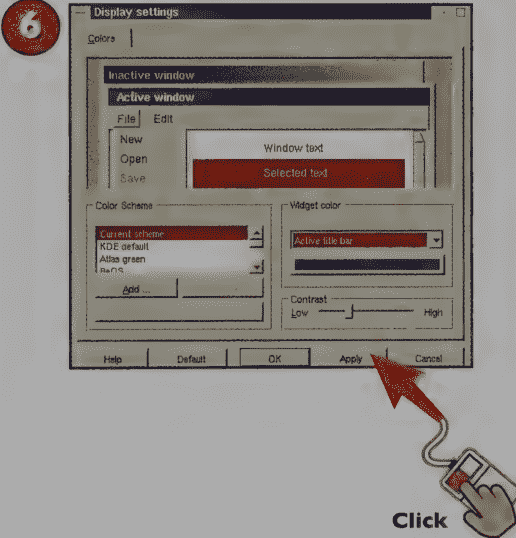 6
Display settings
Colors
Inactive window
Active window
File Edit
New
Open
Save
Window text
Selected text
Color Scheme
Current scheme
KDE default
Atlas green
BeOS
Add ...
Widget color
Active title bar
Contrast
Low High
Help Default OK Apply Cancel
Click